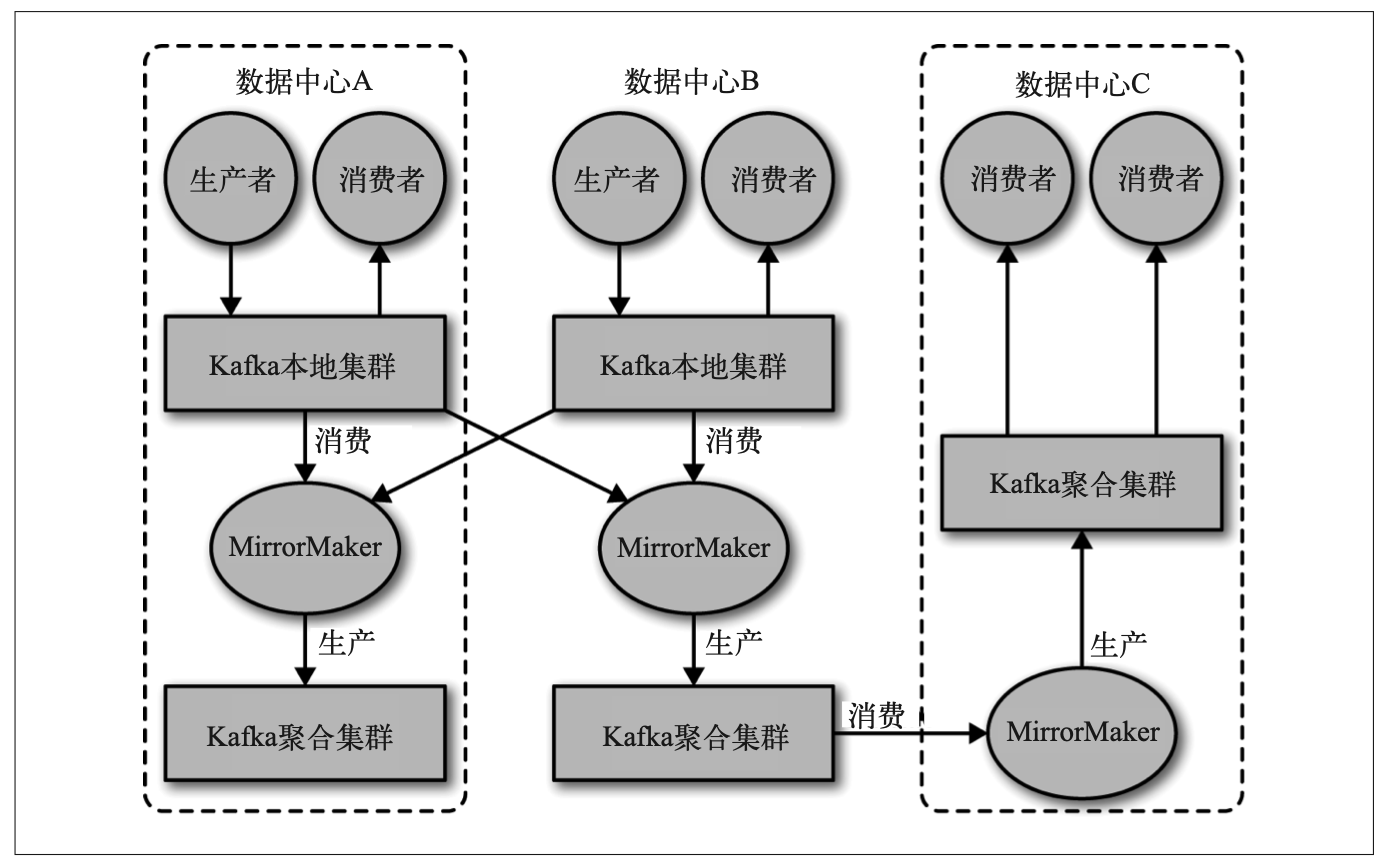 数据中心A
数据中心B
数据中心C
生产者
消费者
生产者
消费者
消费者
消费者
Kafka本地集群
Kafka本地集群
消费
消费
Kafka聚合集群
MirrorMaker
MirrorMaker
生产
生产
生产
Kafka聚合集群
Kafka聚合集群
消费
MirrorMaker